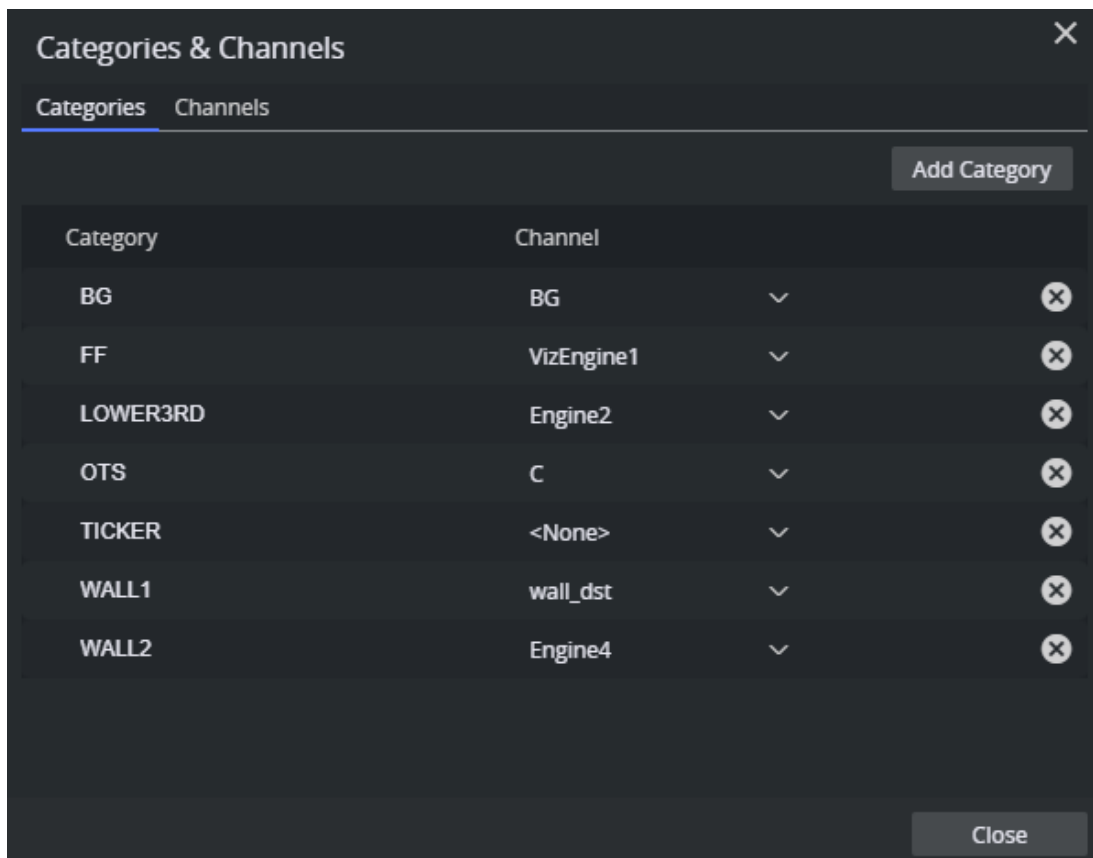 Categories & Channels
Categories Channels
Add Category
Category Channel
BG BG
FF VizEngine1
LOWER3RD Engine2
OTS C
TICKER <None>
WALL1 wall_dst
WALL2 Engine4
Close